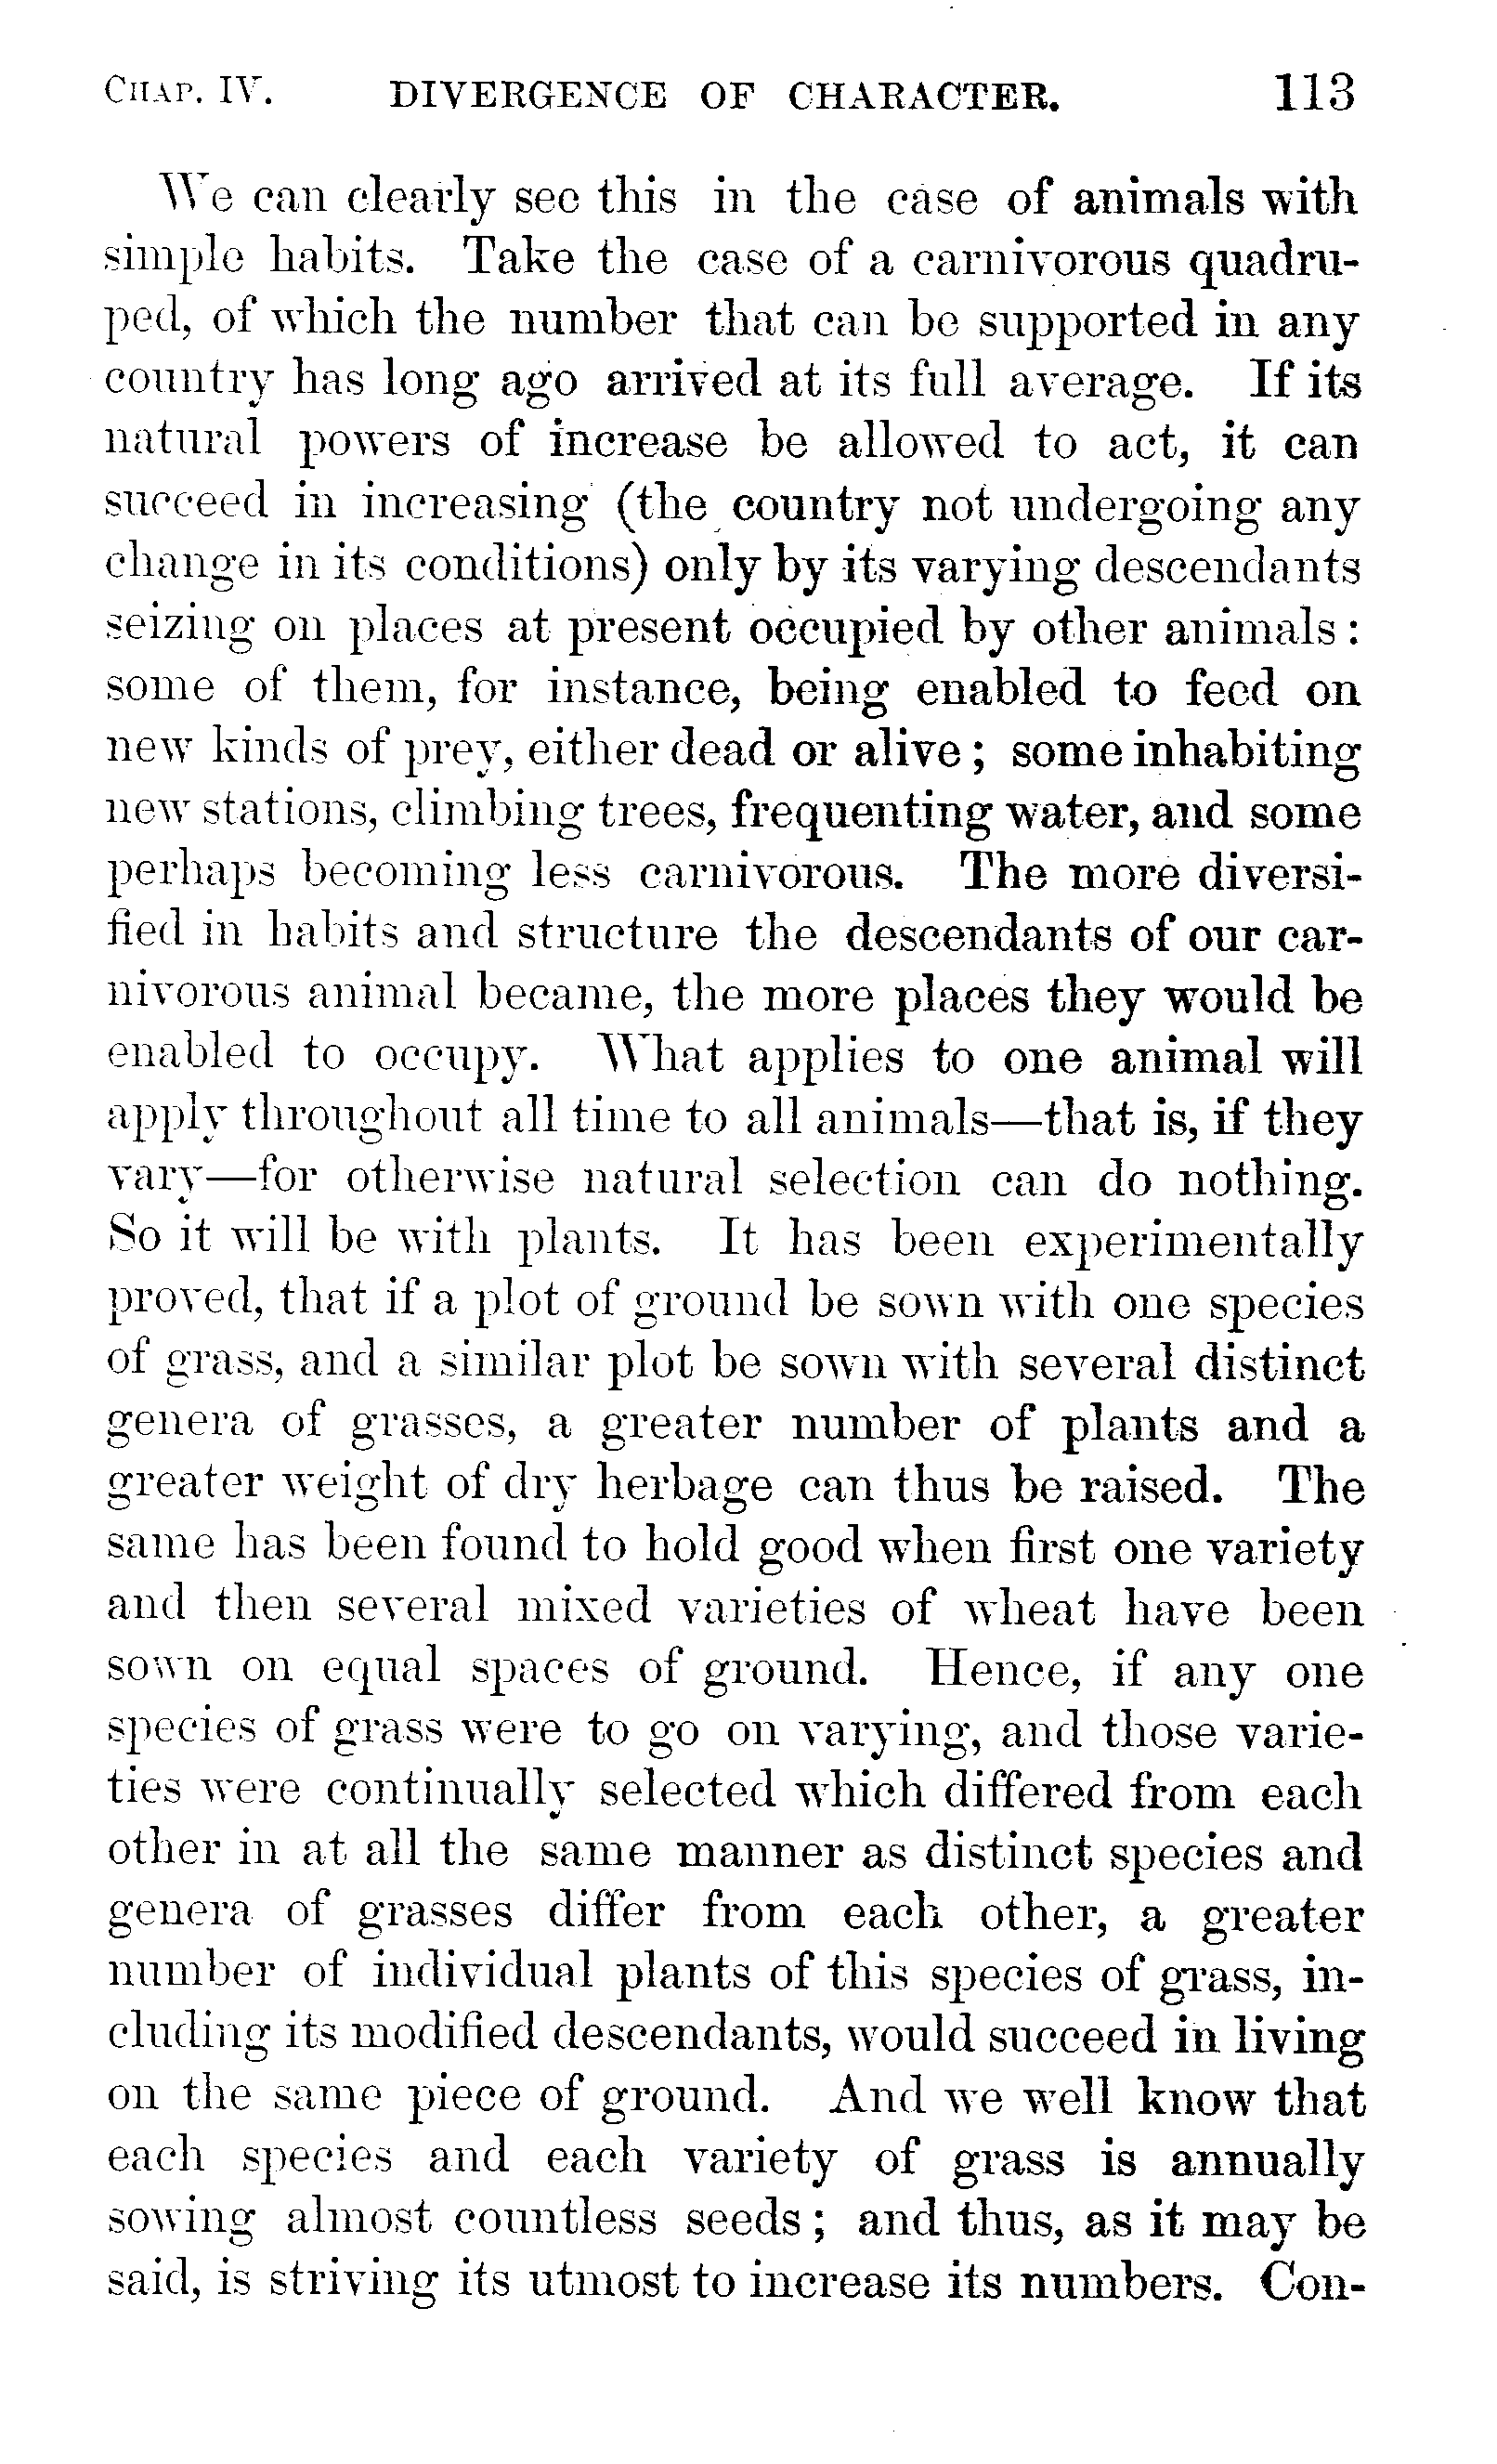 CHAP. IV. DIVERGENCE OF CHARACTER. 113
We can clearly see this in the case of animals with
simple habits. Take the case of a carnivorous quadru-
ped, of which the number that can be supported in any
country has long ago arrived at its full average. If its
natural powers of increase be allowed to act, it can
succeed in increasing (the country not undergoing any
change in its conditions) only by its varying descendants
seizing on places at present occupied by other animals:
some of them, for instance, being enabled to feed on
new kinds of prey, either dead or alive; some inhabiting
new stations, climbing trees, frequenting water, and some
perhaps becoming less carnivorous. The more diversi-
fied in habits and structure the descendants of our car-
nivorous animal became, the more places they would be
enabled to occupy. What applies to one animal will
apply throughout all time to all animals—that is, if they
vary—for otherwise natural selection can do nothing.
So it will be with plants. It has been experimentally
proved, that if a plot of ground be sown with one species
of grass, and a similar plot be sown with several distinct
genera of grasses, a greater number of plants and a
greater weight of dry herbage can thus be raised. The
same has been found to hold good when first one variety
and then several mixed varieties of wheat have been
sown on equal spaces of ground. Hence, if any one
species of grass were to go on varying, and those varie-
ties were continually selected which differed from each
other in at all the same manner as distinct species and
genera of grasses differ from each other, a greater
number of individual plants of this species of grass, in-
cluding its modified descendants, would succeed in living
on the same piece of ground. And we well know that
each species and each variety of grass is annually
sowing almost countless seeds; and thus, as it may be
said, is striving its utmost to increase its numbers. Con-